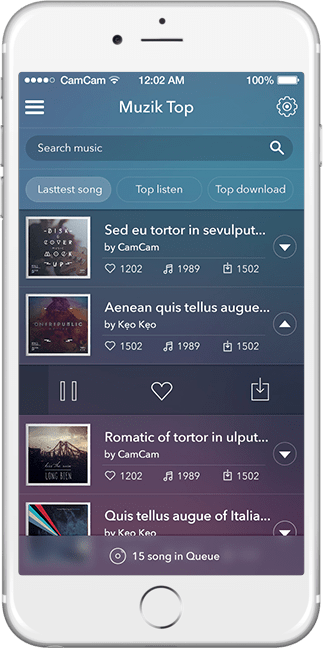 CamCam 12:02 AM 100%
Muzik Top
Search music
Lasttest song Top listen Top download
-DISK-
COVER
MUSIC
MOCK
-UP-
Sed eu tortor in sevulput...
by CamCam
1202 1989 1502
ONEREPUBLIC
Aenean quis tellus augue...
by Kẹo Kẹo
1502 1989 1502
LONG BIEN
Romatic of tortor in ulput...
by CamCam
1202 1989 1502
Quis tellus augue of Italia...
by Kẹo Kẹo
15 song in Queue